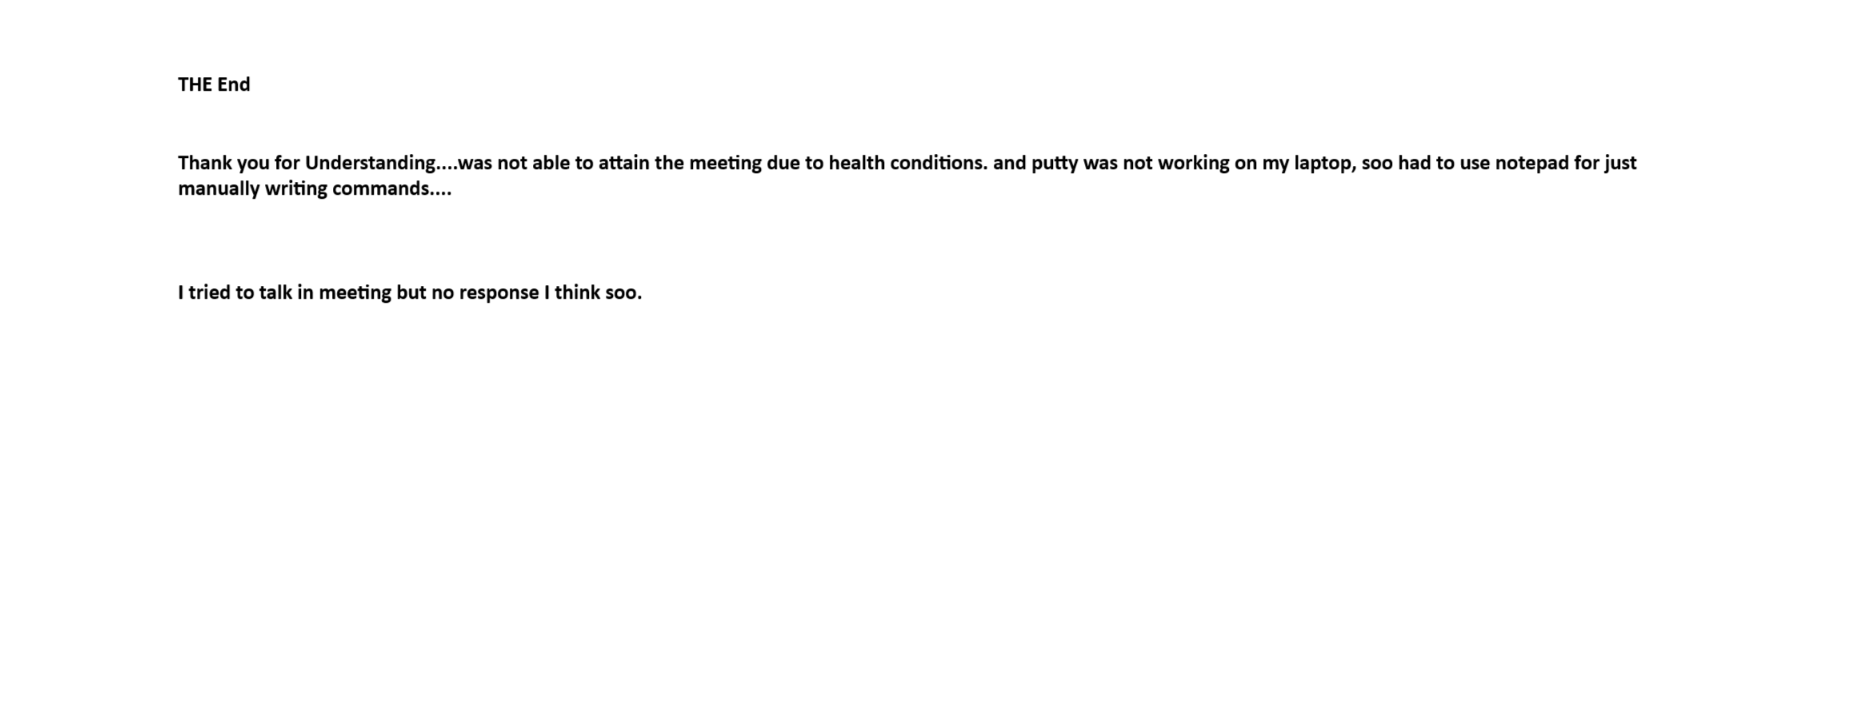 THE End
Thank you for Understanding....was not able to attain the meeting due to health conditions. and putty was not working on my laptop, soo had to use notepad for just
manually writing commands....
I tried to talk in meeting but no response I think soo.